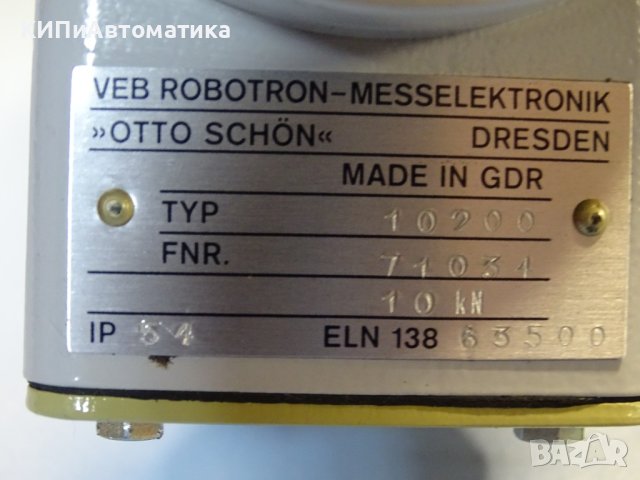 КИПиАвтоматика
VEB ROBOTRON-MESSELEKTRONIK
»OTTO SCHÖN« DRESDEN
MADE IN GDR
TYP 10200
FNR. 71031
10 kN
IP 54 ELN 138 63500
BAZAR